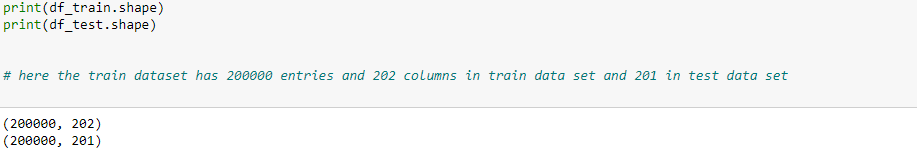 print(df_train.shape)
print(df_test.shape)
# here the train dataset has 200000 entries and 202 columns in train data set and 201 in test data set
(200000, 202)
(200000, 201)